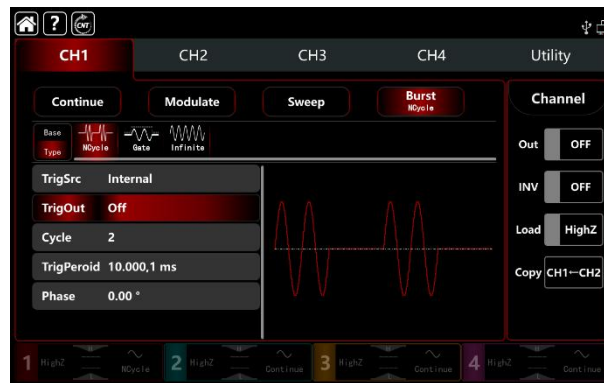 ? CNT
CH1 CH2 CH3 CH4 Utility
Continue Modulate Sweep Burst
NCycle
Channel
Base
Type
NCycle Gate Infinite
Out OFF
TrigSrc Internal
INV OFF
TrigOut Off
Load HighZ
Cycle 2
TrigPeroid 10.000,1 ms
Copy CH1←CH2
Phase 0.00 °
1 HighZ NCycle 2 HighZ Continue 3 HighZ Continue 4 HighZ Continue